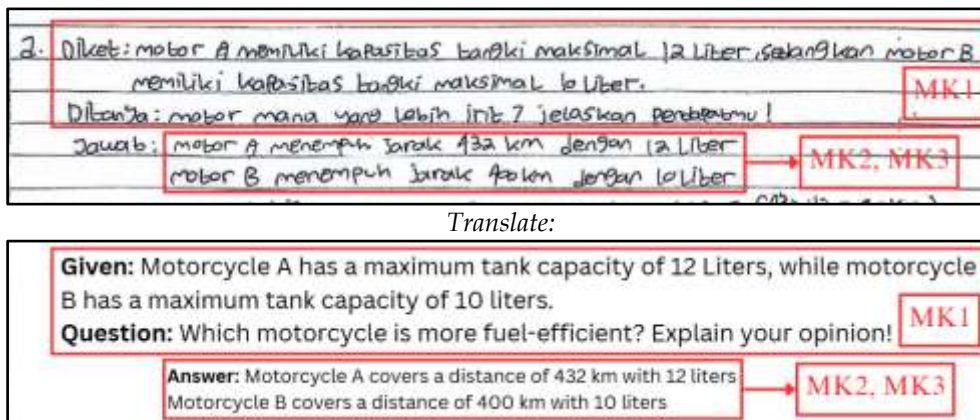 2. Diket: motor A memiliki kapasitas tangki maksimal 12 Liter, sedangkan motor B
memiliki kapasitas tangki maksimal 10 Liter.
MK1
Ditanya: motor mana yang lebih irit? jelaskan pendapatmu!
Jawab: motor A menempuh Jarak 432 km dengan 12 Liter
MK2, MK3
motor B menempuh Jarak 400km dengan 10 Liter
Translate:
Given: Motorcycle A has a maximum tank capacity of 12 Liters, while motorcycle
B has a maximum tank capacity of 10 liters.
Question: Which motorcycle is more fuel-efficient? Explain your opinion!
MK1
Answer: Motorcycle A covers a distance of 432 km with 12 liters
Motorcycle B covers a distance of 400 km with 10 liters
MK2, MK3